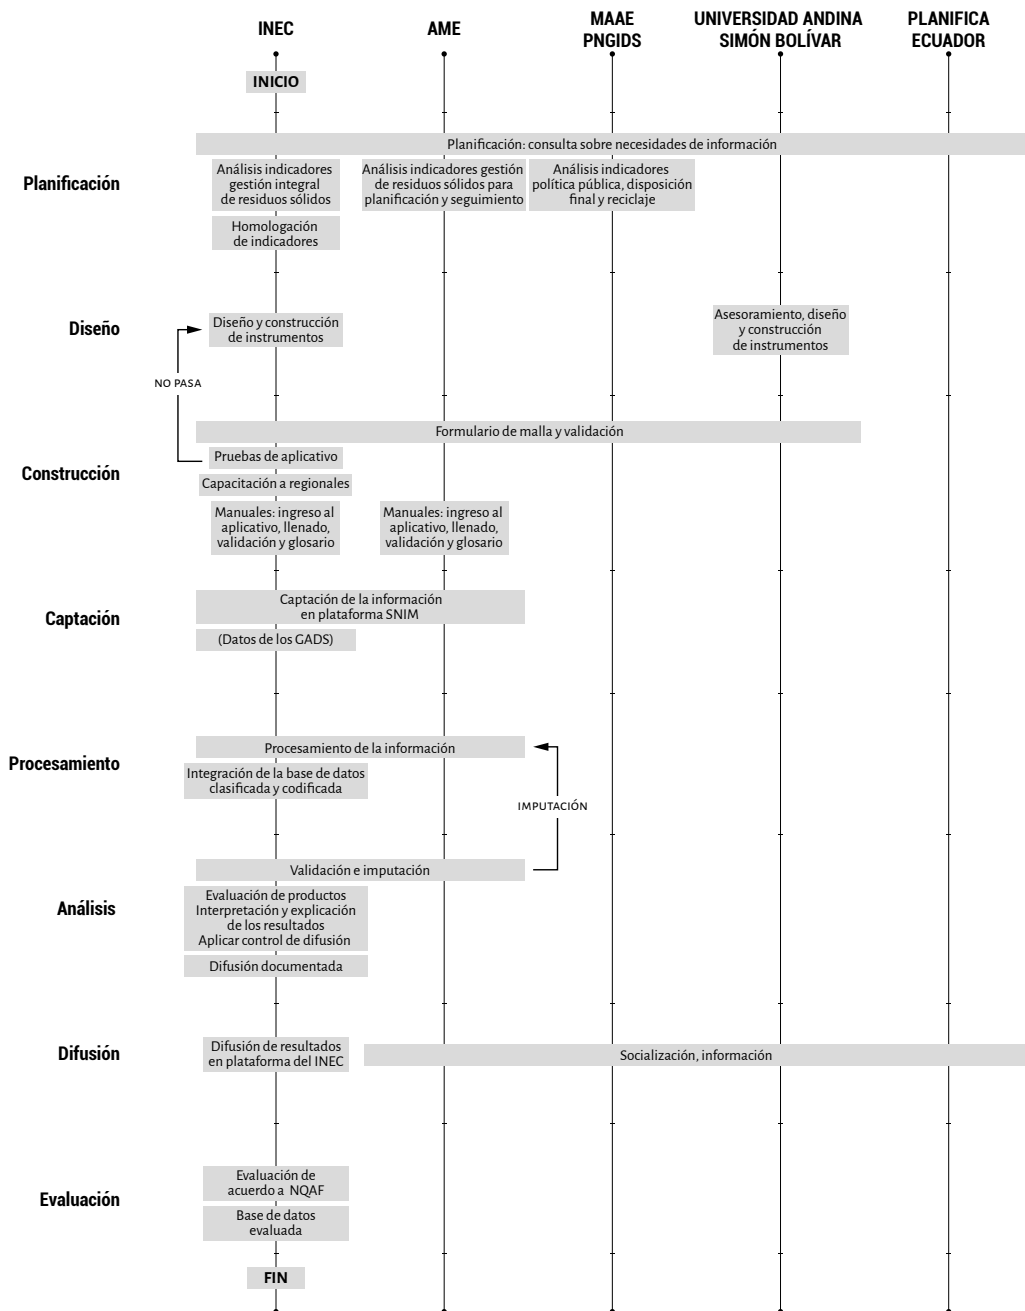 INEC
AME
MAAE
PNGIDS
UNIVERSIDAD ANDINA
SIMÓN BOLÍVAR
PLANIFICA
ECUADOR
INICIO
Planificación
Planificación: consulta sobre necesidades de información
Análisis indicadores
gestión integral
de residuos sólidos
Análisis indicadores gestión
de residuos sólidos para
planificación y seguimiento
Análisis indicadores
política pública, disposición
final y reciclaje
Homologación
de indicadores
Diseño
Diseño y construcción
de instrumentos
Asesoramiento, diseño
y construcción
de instrumentos
NO PASA
Construcción
Formulario de malla y validación
Pruebas de aplicativo
Capacitación a regionales
Manuales: ingreso al
aplicativo, llenado,
validación y glosario
Manuales: ingreso al
aplicativo, llenado,
validación y glosario
Captación
Captación de la información
en plataforma SNIM
(Datos de los GADS)
Procesamiento
Procesamiento de la información
Integración de la base de datos
clasificada y codificada
IMPUTACIÓN
Análisis
Validación e imputación
Evaluación de productos
Interpretación y explicación
de los resultados
Aplicar control de difusión
Difusión documentada
Difusión
Difusión de resultados
en plataforma del INEC
Socialización, información
Evaluación
Evaluación de
acuerdo a NQAF
Base de datos
evaluada
FIN